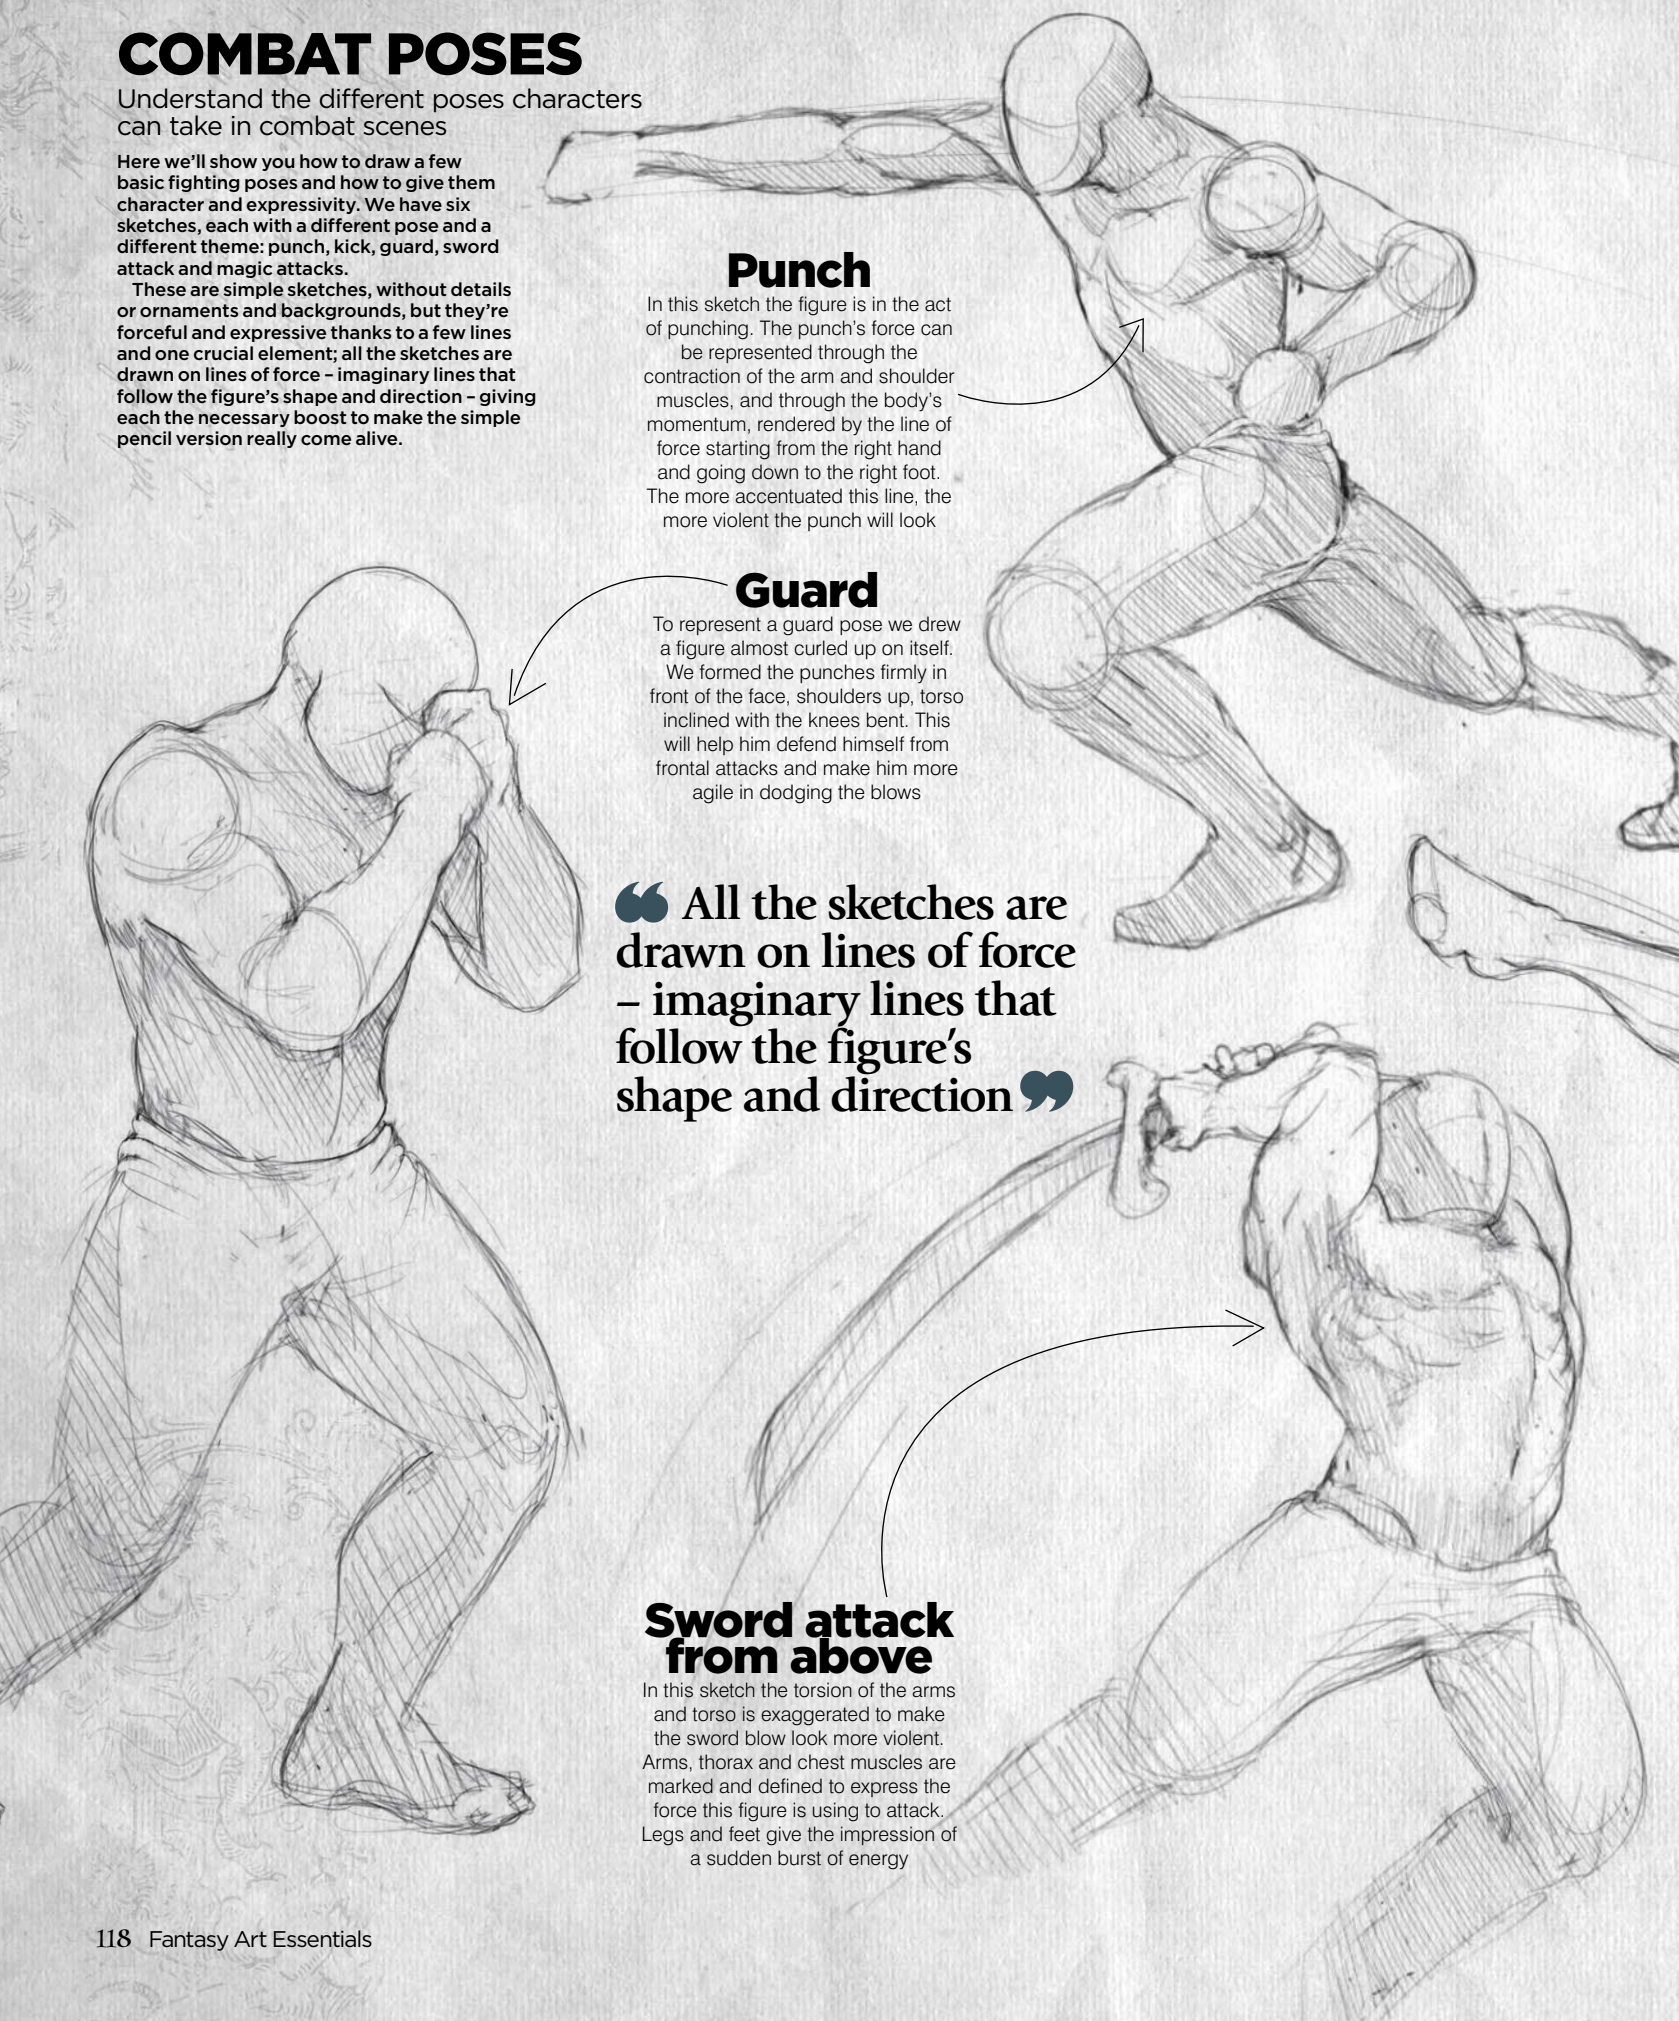 COMBAT POSES
Understand the different poses characters
can take in combat scenes
Here we’ll show you how to draw a few
basic fighting poses and how to give them
character and expressivity. We have six
sketches, each with a different pose and a
different theme: punch, kick, guard, sword
attack and magic attacks.
These are simple sketches, without details
or ornaments and backgrounds, but they’re
forceful and expressive thanks to a few lines
and one crucial element; all the sketches are
drawn on lines of force – imaginary lines that
follow the figure’s shape and direction – giving
each the necessary boost to make the simple
pencil version really come alive.
Punch
In this sketch the figure is in the act
of punching. The punch’s force can
be represented through the
contraction of the arm and shoulder
muscles, and through the body’s
momentum, rendered by the line of
force starting from the right hand
and going down to the right foot.
The more accentuated this line, the
more violent the punch will look
Guard
To represent a guard pose we drew
a figure almost curled up on itself.
We formed the punches firmly in
front of the face, shoulders up, torso
inclined with the knees bent. This
will help him defend himself from
frontal attacks and make him more
agile in dodging the blows
“ All the sketches are
drawn on lines of force
– imaginary lines that
follow the figure’s
shape and direction ”
Sword attack
from above
In this sketch the torsion of the arms
and torso is exaggerated to make
the sword blow look more violent.
Arms, thorax and chest muscles are
marked and defined to express the
force this figure is using to attack.
Legs and feet give the impression of
a sudden burst of energy
118 Fantasy Art Essentials